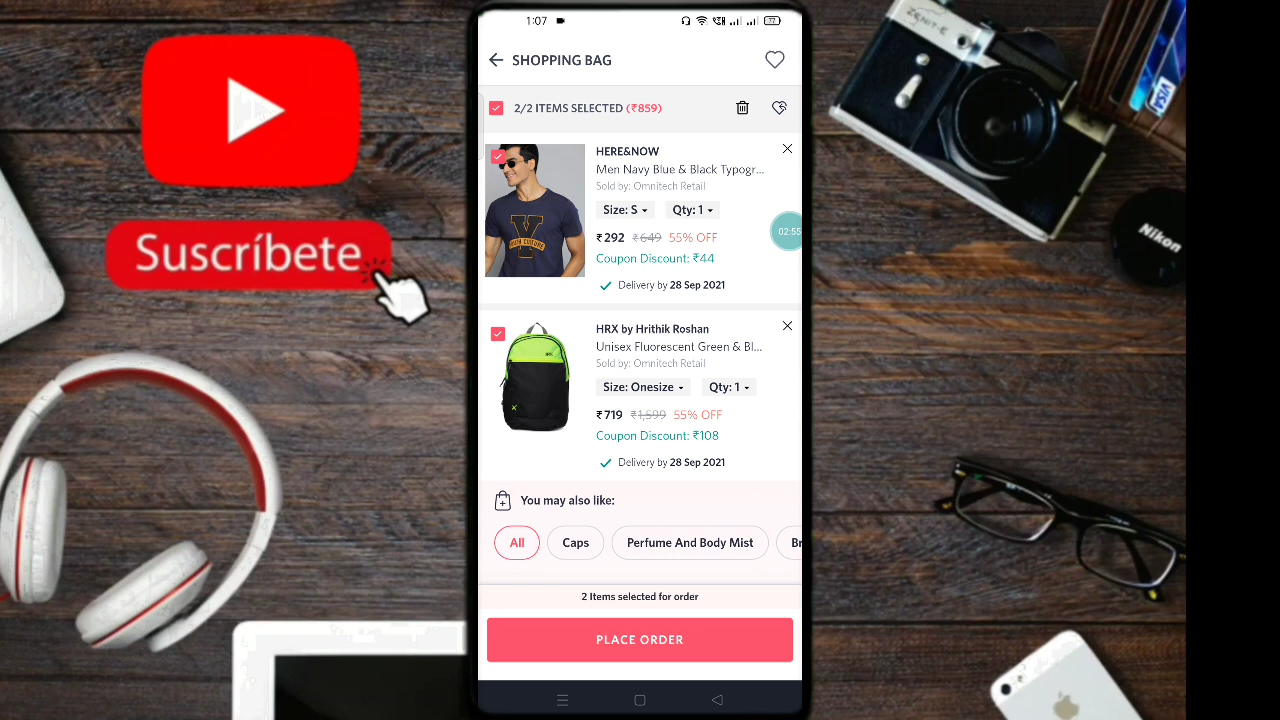 1:07
77
SHOPPING BAG
2/2 ITEMS SELECTED (₹859)
HERE&NOW
Men Navy Blue & Black Typogr...
Sold by: Omnitech Retail
Size: S Qty: 1
₹292 ₹649 55% OFF
Coupon Discount: ₹44
Delivery by 28 Sep 2021
02:55
HRX by Hrithik Roshan
Unisex Fluorescent Green & Bl...
Sold by: Omnitech Retail
Size: Onesize Qty: 1
₹719 ₹1,599 55% OFF
Coupon Discount: ₹108
Delivery by 28 Sep 2021
You may also like:
All Caps Perfume And Body Mist Br
2 Items selected for order
PLACE ORDER
Suscríbete
ZENIT-E
VISA
Nikon